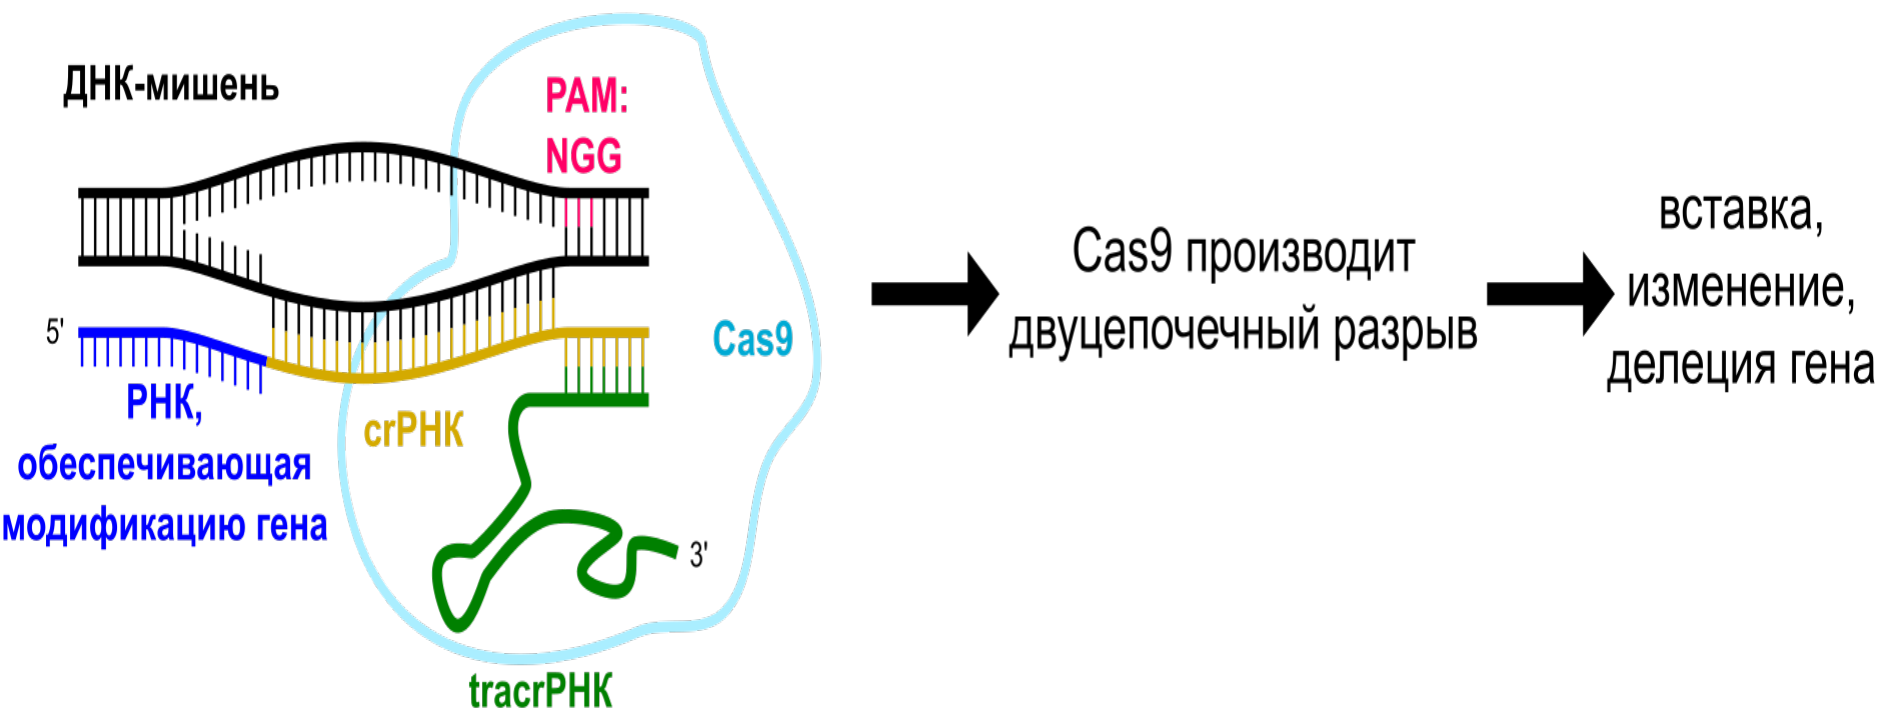 ДНК-мишень
PAM:
NGG
5'
РНК,
обеспечивающая
модификацию гена
crРНК
Cas9
3'
tracrРНК
Cas9 производит
двуцепочечный разрыв
вставка,
изменение,
делеция гена